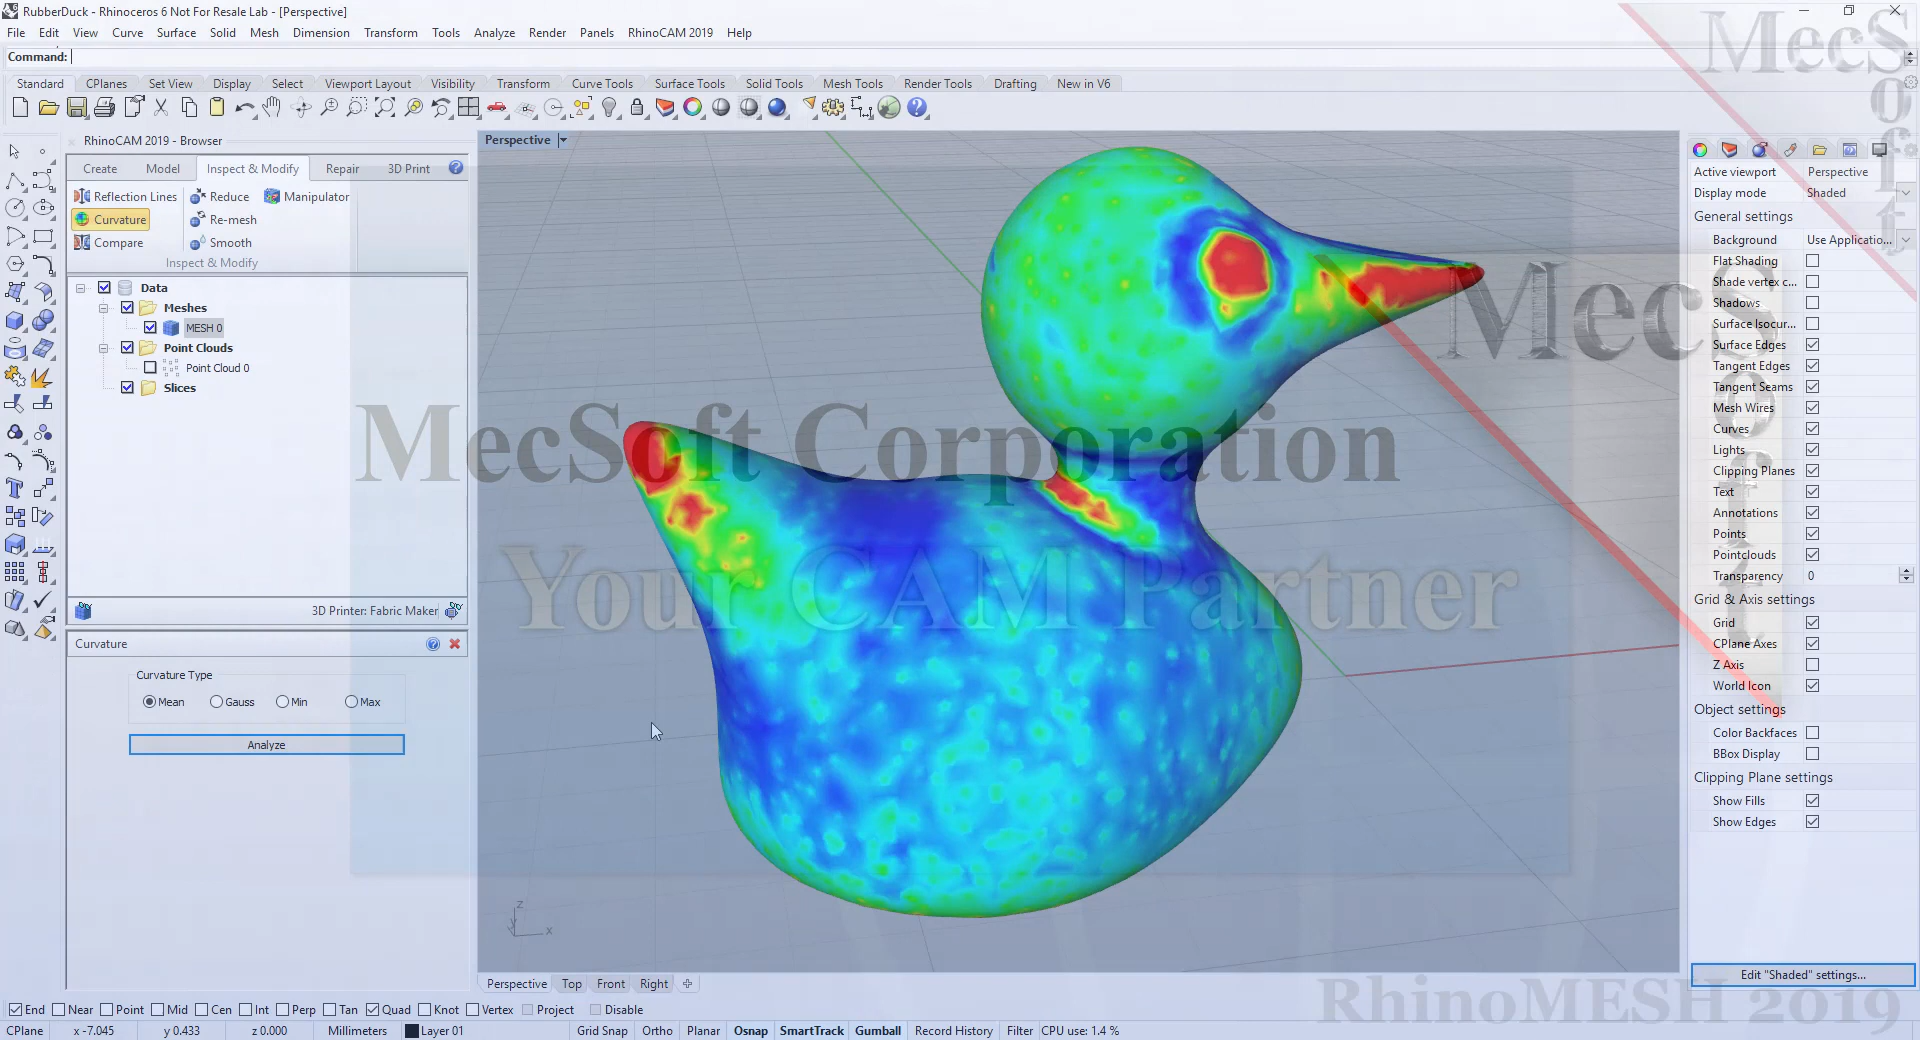 RubberDuck - Rhinoceros 6 Not For Resale Lab - [Perspective]
File Edit View Curve Surface Solid Mesh Dimension Transform Tools Analyze Render Panels RhinoCAM 2019 Help
Command:
Standard CPlanes Set View Display Select Viewport Layout Visibility Transform Curve Tools Surface Tools Solid Tools Mesh Tools Render Tools Drafting New in V6
RhinoCAM 2019 - Browser
Create Model Inspect & Modify Repair 3D Print
Reflection Lines Reduce Manipulator
Curvature Re-mesh
Compare Smooth
Inspect & Modify
Data
Meshes
MESH 0
Point Clouds
Point Cloud 0
Slices
3D Printer: Fabric Maker
Curvature
Curvature Type
Mean Gauss Min Max
Analyze
Perspective
MecSoft Corporation
Your CAM Partner
MecSoft
MecSoft
RhinoMESH 2019
z
y x
Perspective Top Front Right
Active viewport Perspective
Display mode Shaded
General settings
Background Use Applicatio...
Flat Shading
Shade vertex c...
Shadows
Surface Isocur...
Surface Edges
Tangent Edges
Tangent Seams
Mesh Wires
Curves
Lights
Clipping Planes
Text
Annotations
Points
Pointclouds
Transparency 0
Grid & Axis settings
Grid
CPlane Axes
Z Axis
World Icon
Object settings
Color Backfaces
BBox Display
Clipping Plane settings
Show Fills
Show Edges
Edit "Shaded" settings...
End Near Point Mid Cen Int Perp Tan Quad Knot Vertex Project Disable
CPlane x -7.045 y 0.433 z 0.000 Millimeters Layer 01 Grid Snap Ortho Planar Osnap SmartTrack Gumball Record History Filter CPU use: 1.4 %